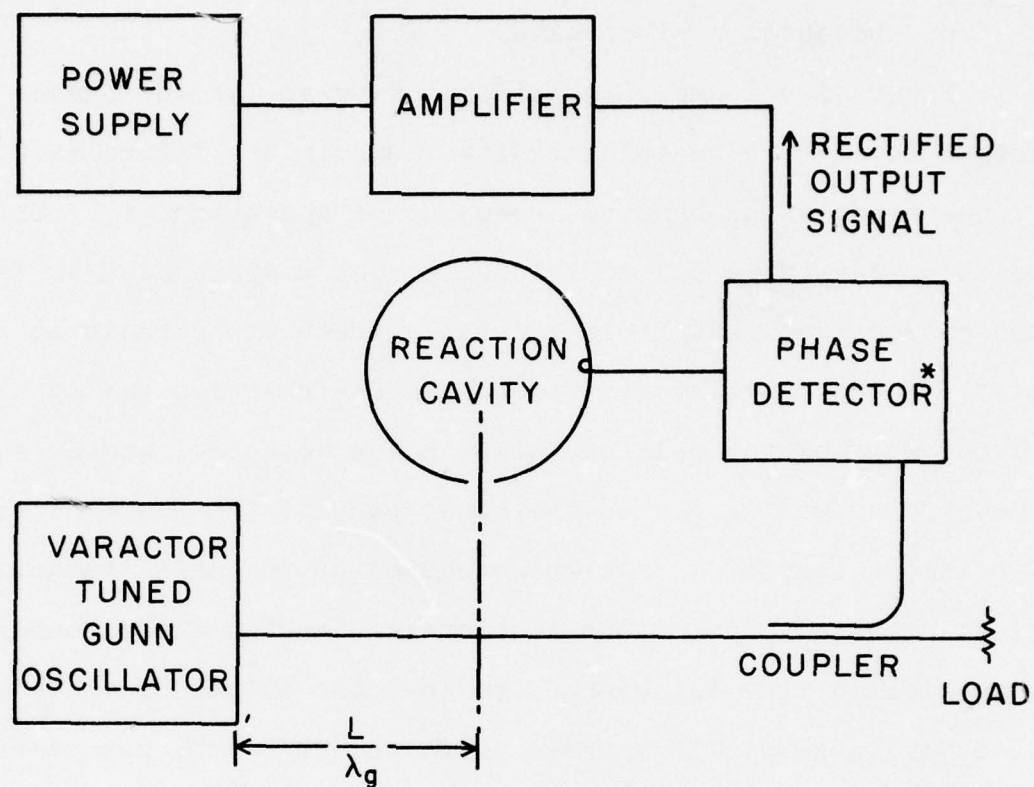 POWER
SUPPLY
AMPLIFIER
RECTIFIED
OUTPUT
SIGNAL
REACTION
CAVITY
PHASE
DETECTOR*
VARACTOR
TUNED
GUNN
OSCILLATOR
COUPLER
LOAD
L
λg